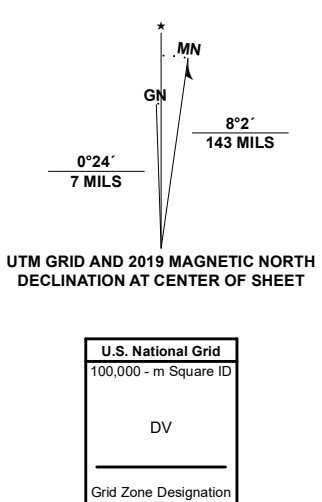 ★
MN
GN
8°2´
143 MILS
0°24´
7 MILS
UTM GRID AND 2019 MAGNETIC NORTH
DECLINATION AT CENTER OF SHEET
U.S. National Grid
100,000 - m Square ID
DV
Grid Zone Designation